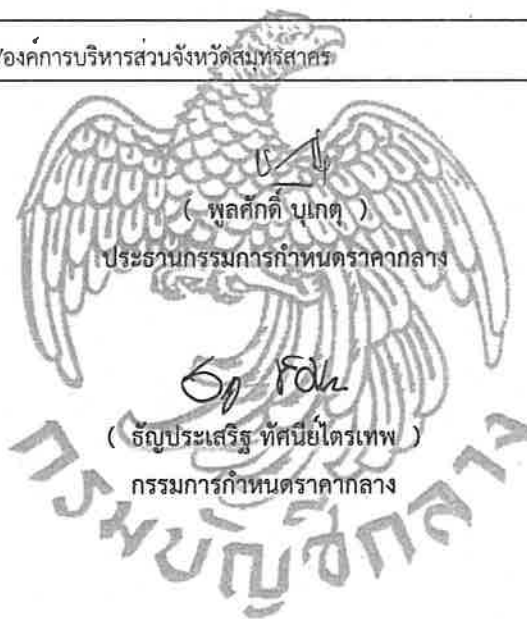 องค์การบริหารส่วนจังหวัดสมุทรสาคร
( พูลศักดิ์ บุเกตุ )
ประธานกรรมการกำหนดราคากลาง
( ธัญประเสริฐ ทัศนีย์ไตรเทพ )
กรรมการกำหนดราคากลาง
กรมบัญชีกลาง